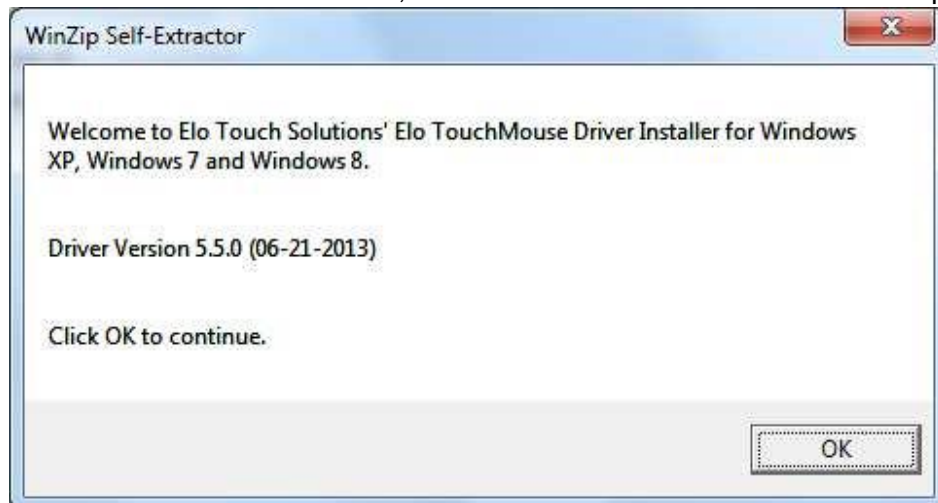 WinZip Self-Extractor
Welcome to Elo Touch Solutions' Elo TouchMouse Driver Installer for Windows
XP, Windows 7 and Windows 8.
Driver Version 5.5.0 (06-21-2013)
Click OK to continue.
OK